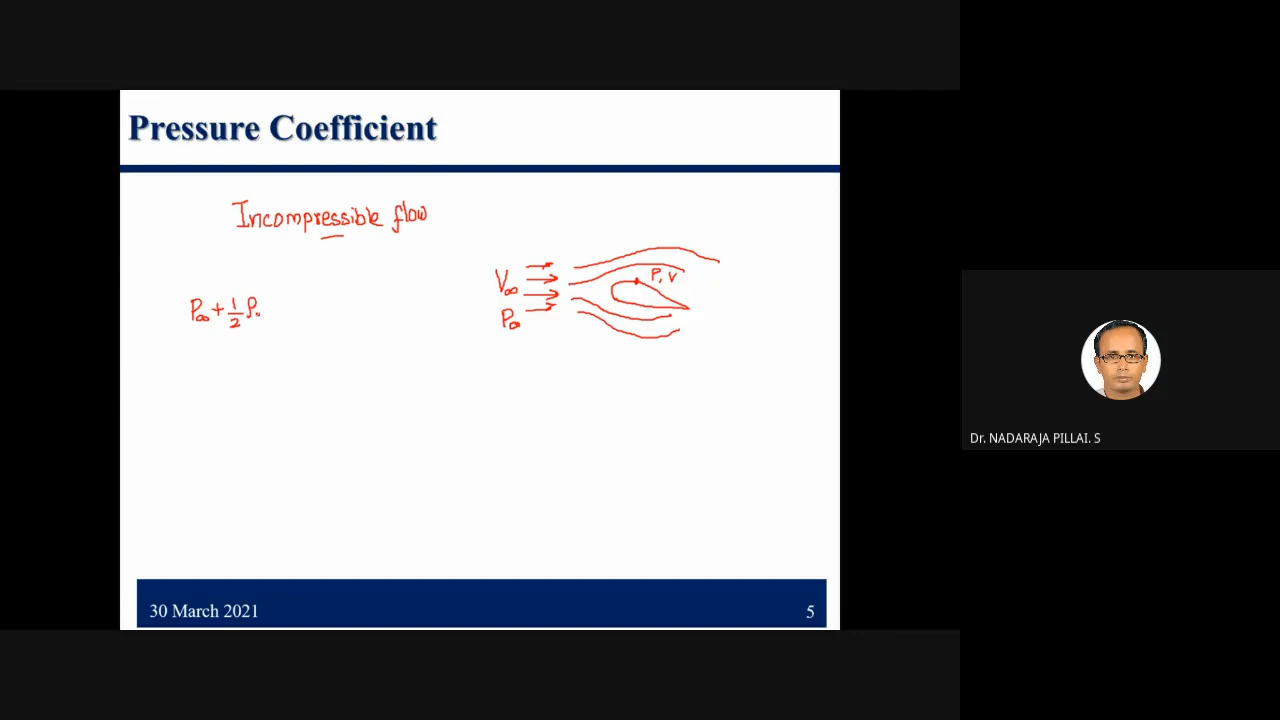 Pressure Coefficient
Incompressible flow
V∞
P∞
P, V
P∞ + 1/2 ρ
30 March 2021
5
Dr. NADARAJA PILLAI. S